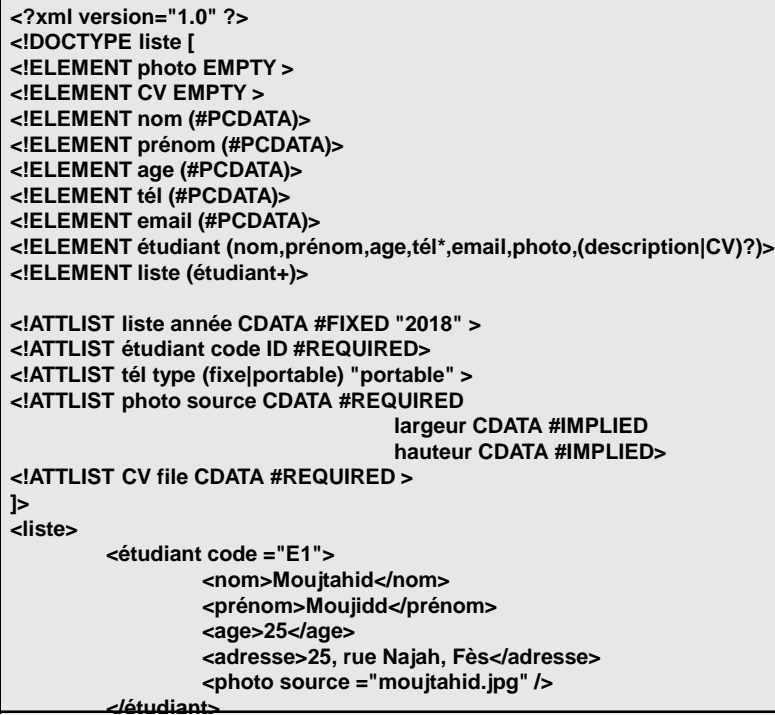 <?xml version="1.0" ?>
<!DOCTYPE liste [
<!ELEMENT photo EMPTY >
<!ELEMENT CV EMPTY >
<!ELEMENT nom (#PCDATA)>
<!ELEMENT prénom (#PCDATA)>
<!ELEMENT age (#PCDATA)>
<!ELEMENT tél (#PCDATA)>
<!ELEMENT email (#PCDATA)>
<!ELEMENT étudiant (nom,prénom,age,tél*,email,photo,(description|CV)?)>
<!ELEMENT liste (étudiant+)>
<!ATTLIST liste année CDATA #FIXED "2018" >
<!ATTLIST étudiant code ID #REQUIRED>
<!ATTLIST tél type (fixe|portable) "portable" >
<!ATTLIST photo source CDATA #REQUIRED
largeur CDATA #IMPLIED
hauteur CDATA #IMPLIED>
<!ATTLIST CV file CDATA #REQUIRED >
]>
<liste>
<étudiant code ="E1">
<nom>Moujtahid</nom>
<prénom>Moujidd</prénom>
<age>25</age>
<adresse>25, rue Najah, Fès</adresse>
<photo source ="moujtahid.jpg" />
</étudiant>